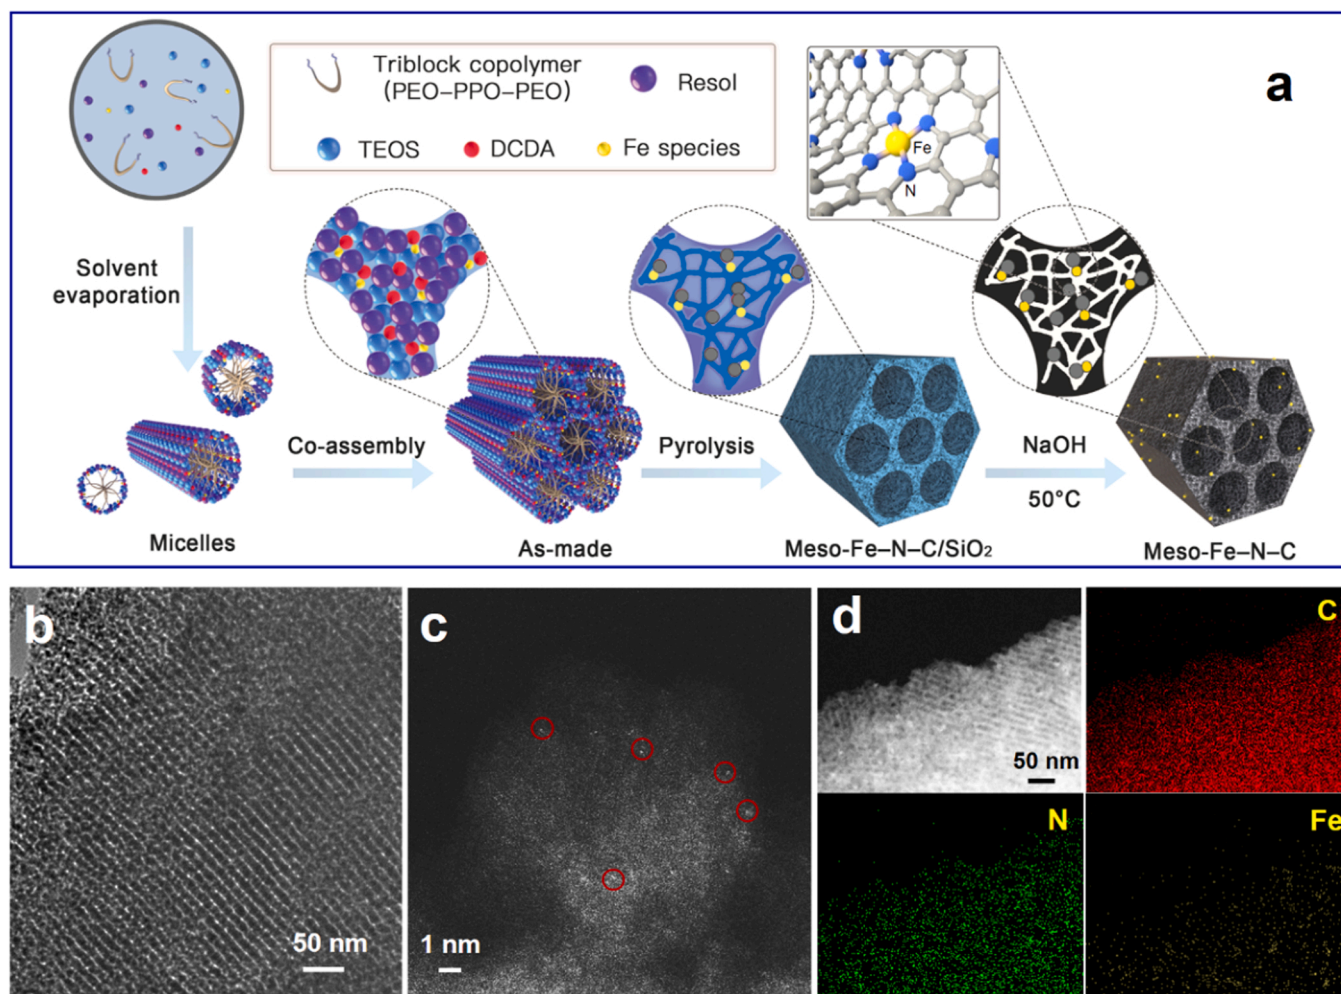 a
Triblock copolymer
(PEO–PPO–PEO)
Resol
TEOS
DCDA
Fe species
Fe
N
Solvent
evaporation
Micelles
Co-assembly
As-made
Pyrolysis
Meso-Fe–N–C/SiO₂
NaOH
50°C
Meso-Fe–N–C
b
50 nm
c
1 nm
d
50 nm
C
N
Fe